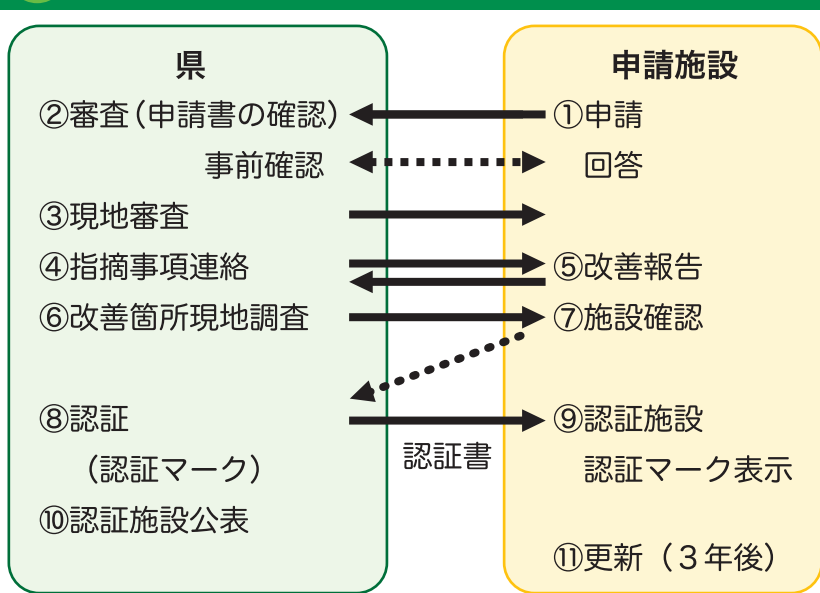 県
②審査（申請書の確認）
事前確認
③現地審査
④指摘事項連絡
⑥改善箇所現地調査
⑧認証
（認証マーク）
⑩認証施設公表
認証書
申請施設
①申請
回答
⑤改善報告
⑦施設確認
⑨認証施設
認証マーク表示
⑪更新（３年後）